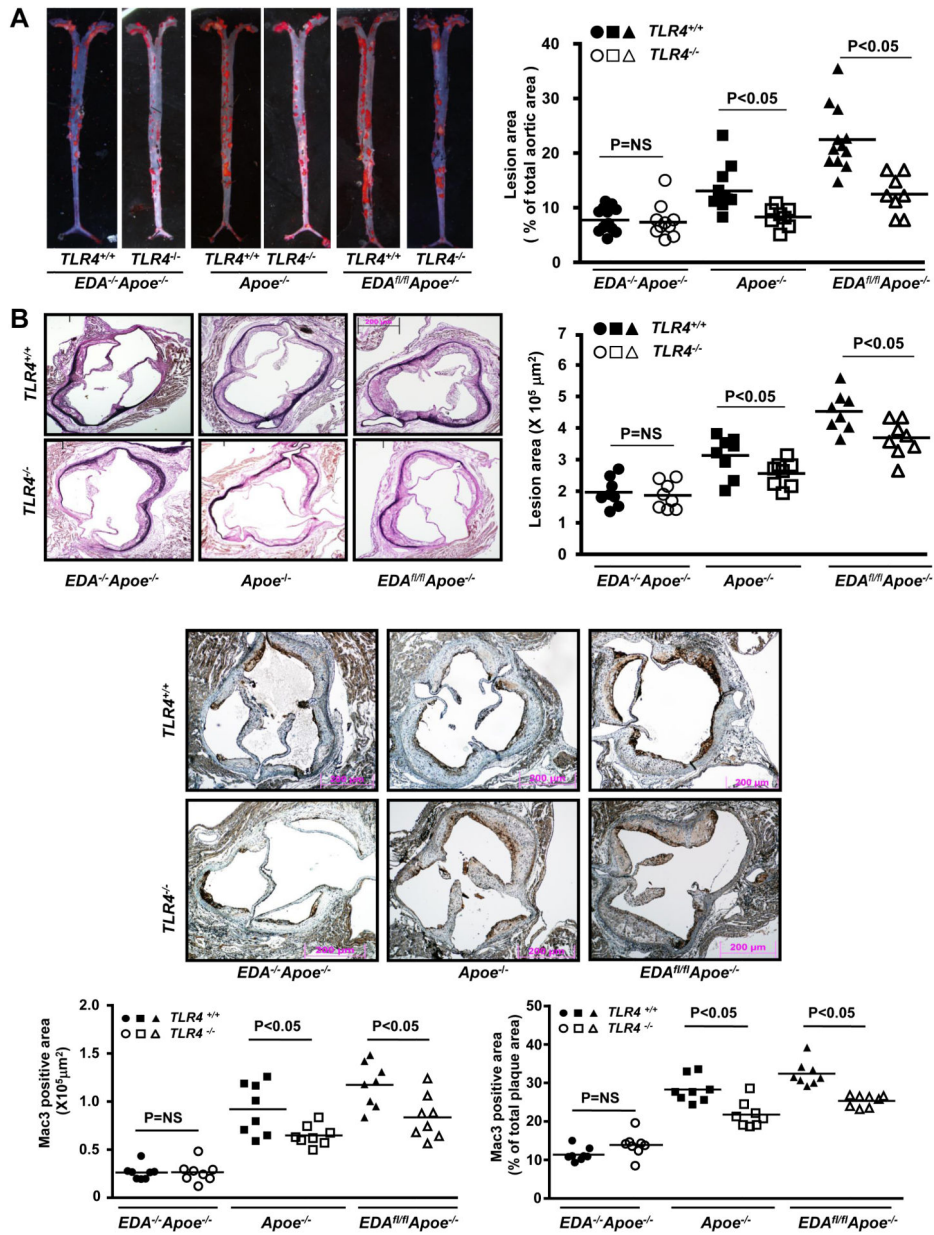 A
TLR4+/+ TLR4-/- TLR4+/+ TLR4-/- TLR4+/+ TLR4-/-
EDA-/-Apoe-/- Apoe-/- EDAfl/flApoe-/-
Lesion area
( % of total aortic area )
40
30
20
10
0
TLR4+/+
TLR4-/-
P=NS
P<0.05
P<0.05
EDA-/-Apoe-/- Apoe-/- EDAfl/flApoe-/-
B
TLR4+/+
TLR4-/-
200 µm
EDA-/-Apoe-/- Apoe-/- EDAfl/flApoe-/-
Lesion area (X 10⁵ µm²)
7
6
5
4
3
2
1
0
TLR4+/+
TLR4-/-
P=NS
P<0.05
P<0.05
EDA-/-Apoe-/- Apoe-/- EDAfl/flApoe-/-
TLR4+/+
200 µm 200 µm 200 µm
TLR4-/-
200 µm 200 µm 200 µm
EDA-/-Apoe-/- Apoe-/- EDAfl/flApoe-/-
Mac3 positive area
(X10⁵µm²)
2.0
1.5
1.0
0.5
0
TLR4 +/+
TLR4 -/-
P=NS
P<0.05
P<0.05
EDA-/-Apoe-/- Apoe-/- EDAfl/flApoe-/-
Mac3 positive area
(% of total plaque area)
50
40
30
20
10
0
TLR4 +/+
TLR4 -/-
P=NS
P<0.05
P<0.05
EDA-/-Apoe-/- Apoe-/- EDAfl/flApoe-/-